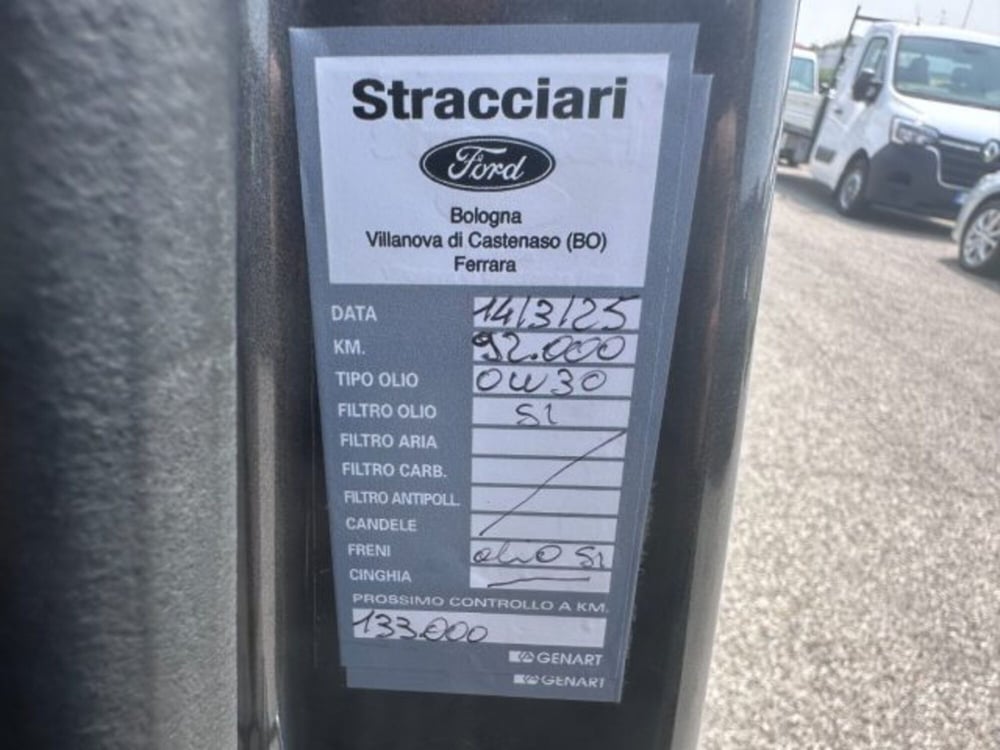 Stracciari
Ford
Bologna
Villanova di Castenaso (BO)
Ferrara
DATA 14/3/25
KM. 92.000
TIPO OLIO 0W30
FILTRO OLIO SI
FILTRO ARIA
FILTRO CARB.
FILTRO ANTIPOLL.
CANDELE
FRENI olio SI
CINGHIA
PROSSIMO CONTROLLO A KM.
133.000
GENART
GENART